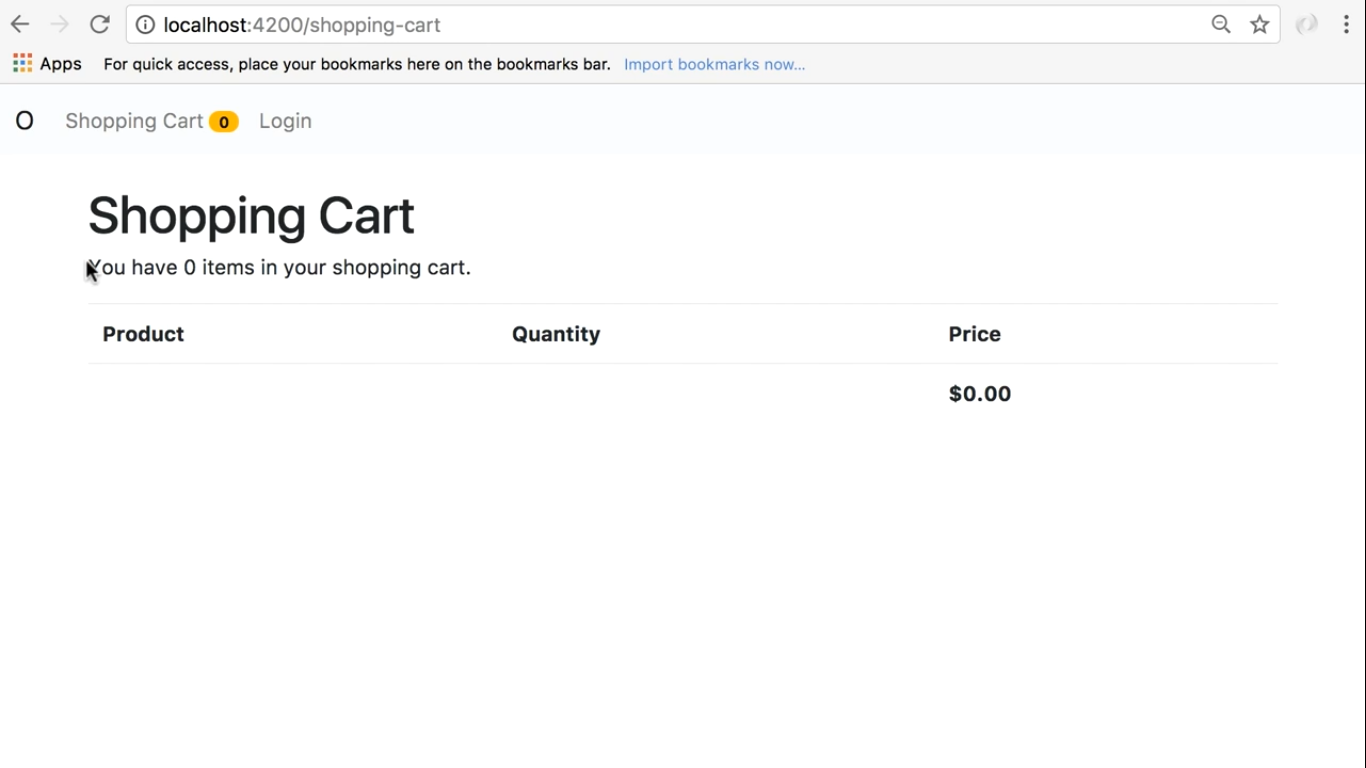 localhost:4200/shopping-cart
Apps For quick access, place your bookmarks here on the bookmarks bar. Import bookmarks now...
O Shopping Cart 0 Login
Shopping Cart
You have 0 items in your shopping cart.
Product Quantity Price
$0.00